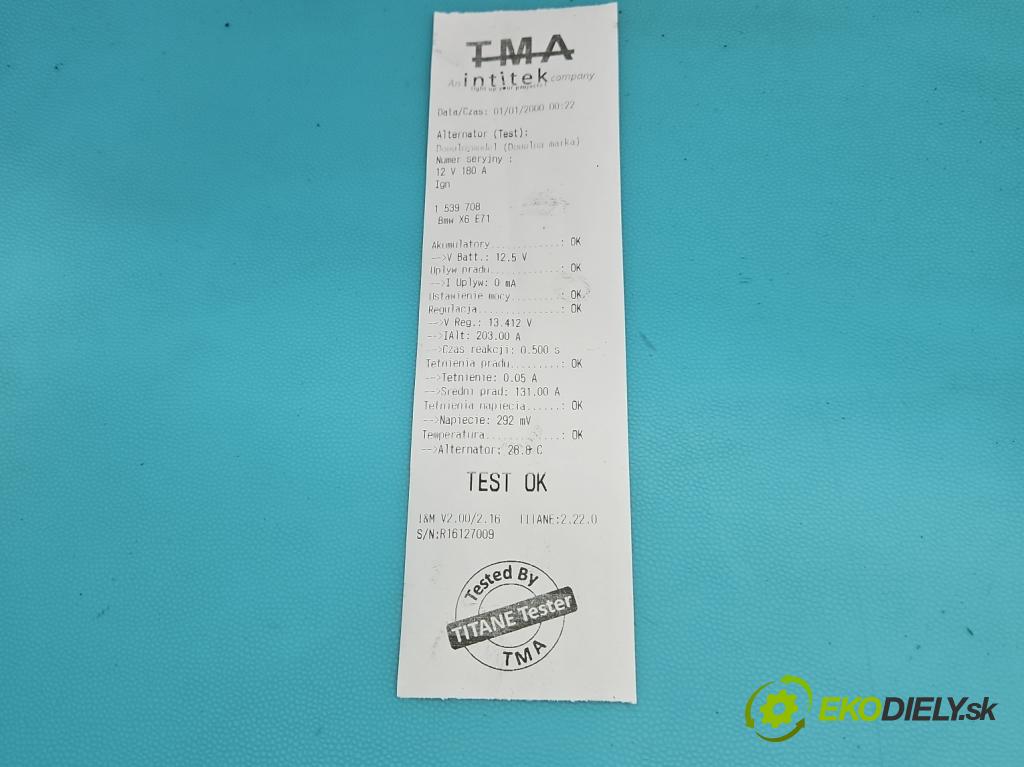 TMA
An intitek company
light up your projects !
Data/Czas: 01/01/2000 00:22
Alternator (Test):
Dowolnymodel (Dowolna marka)
Numer seryjny :
12 V 180 A
Ign
1 539 708
Bmw X6 E71
Akumulatory............: OK
-->V Batt.: 12.5 V
Uplyw pradu............: OK
-->I Uplyw: 0 mA
Ustawienie mocy........: OK
Regulacja..............: OK
-->V Reg.: 13.412 V
-->IAlt: 203.00 A
-->Czas reakcji: 0.500 s
Tetnienia pradu.........: OK
-->Tetnienie: 0.05 A
-->Sredni prad: 131.00 A
Tetnienia napiecia......: OK
-->Napiecie: 292 mV
Temperatura.............: OK
-->Alternator: 28.8 C
TEST OK
I&M V2.00/2.16 TITANE:2.22.0
S/N:R16127009
Tested By
TITANE Tester
TMA
EKODIELY.sk